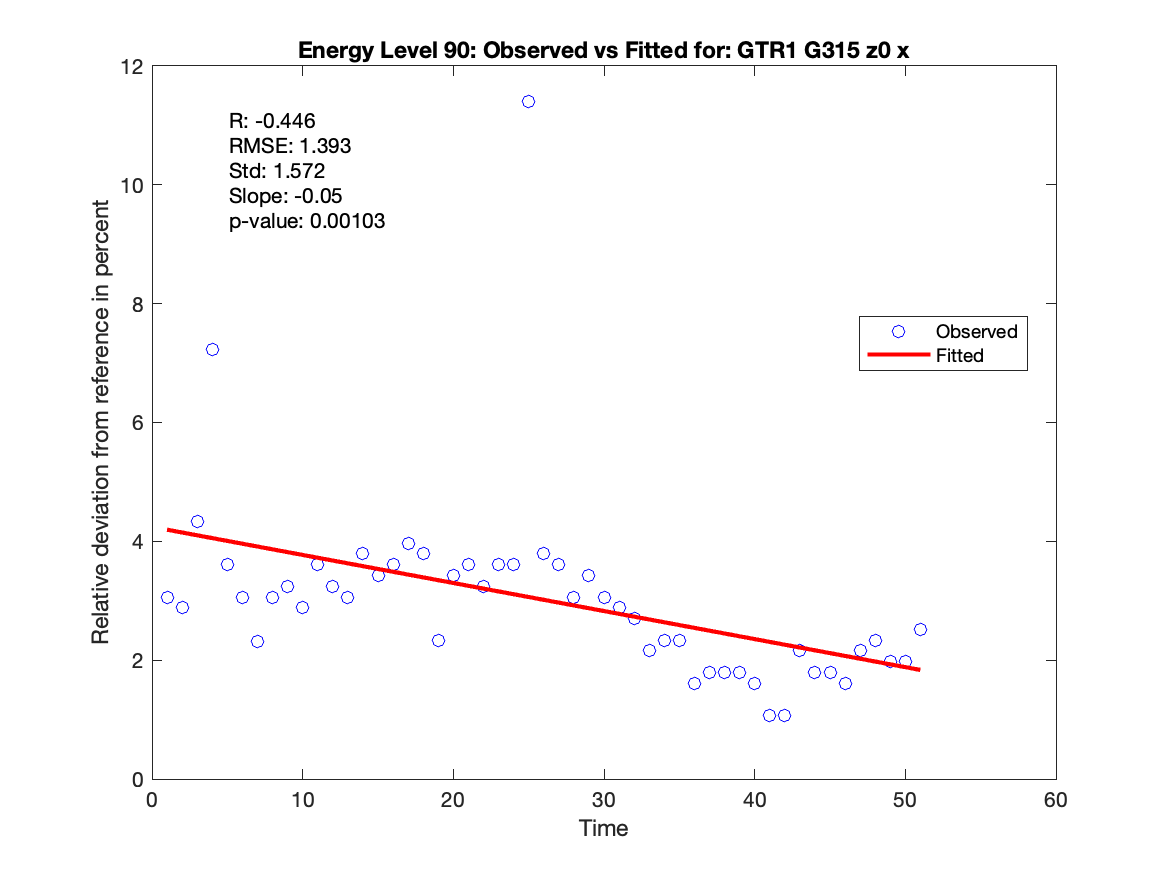 Energy Level 90: Observed vs Fitted for: GTR1 G315 z0 x
12
10
8
6
4
2
0
R: -0.446
RMSE: 1.393
Std: 1.572
Slope: -0.05
p-value: 0.00103
Relative deviation from reference in percent
Observed
Fitted
0 10 20 30 40 50 60
Time